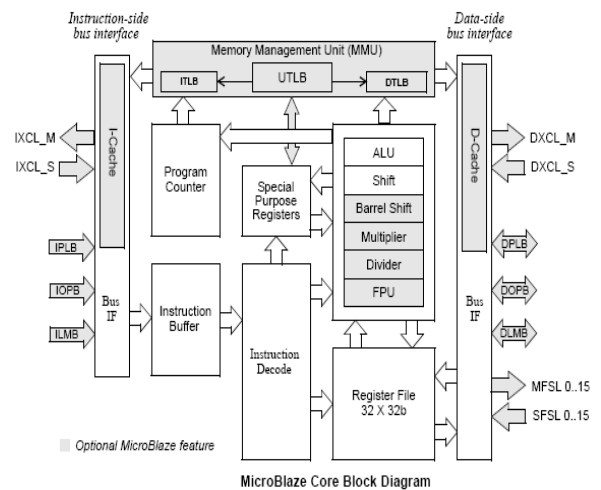 Instruction-side
bus interface
Data-side
bus interface
Memory Management Unit (MMU)
ITLB
UTLB
DTLB
I-Cache
D-Cache
IXCL_M
IXCL_S
DXCL_M
DXCL_S
Program
Counter
Special
Purpose
Registers
ALU
Shift
Barrel Shift
Multiplier
Divider
FPU
IPLB
IOPB
ILMB
Bus
IF
Instruction
Buffer
Instruction
Decode
Register File
32 X 32b
Bus
IF
DPLB
DOPB
DLMB
MFSL 0..15
SFSL 0..15
Optional MicroBlaze feature
MicroBlaze Core Block Diagram